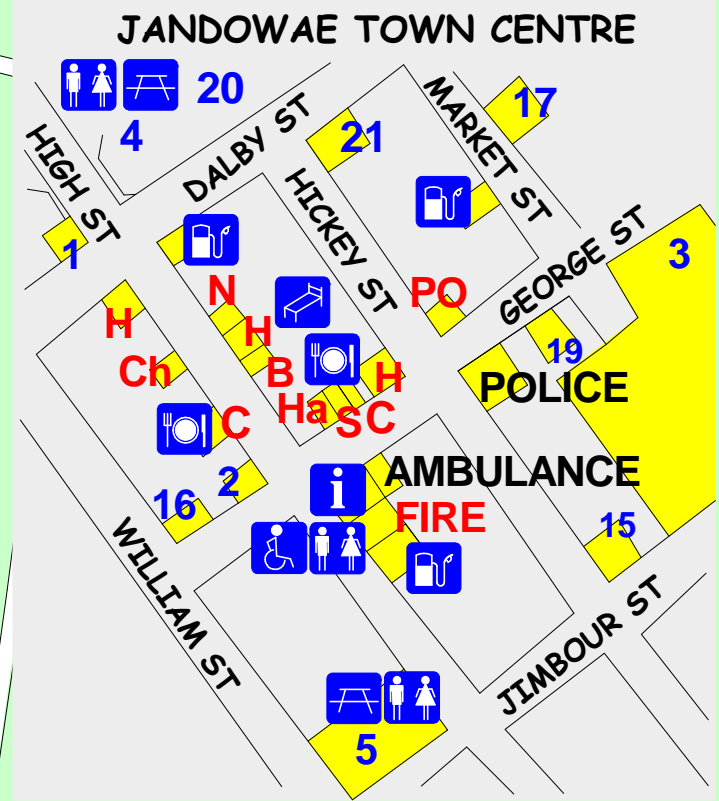 JANDOWAE TOWN CENTRE
20
4
17
21
HIGH ST
DALBY ST
MARKET ST
HICKEY ST
1
GEORGE ST
3
N
PO
H
H
19
Ch
B
H
POLICE
Ha
S
C
C
2
AMBULANCE
16
i
FIRE
15
WILLIAM ST
JIMBOUR ST
5